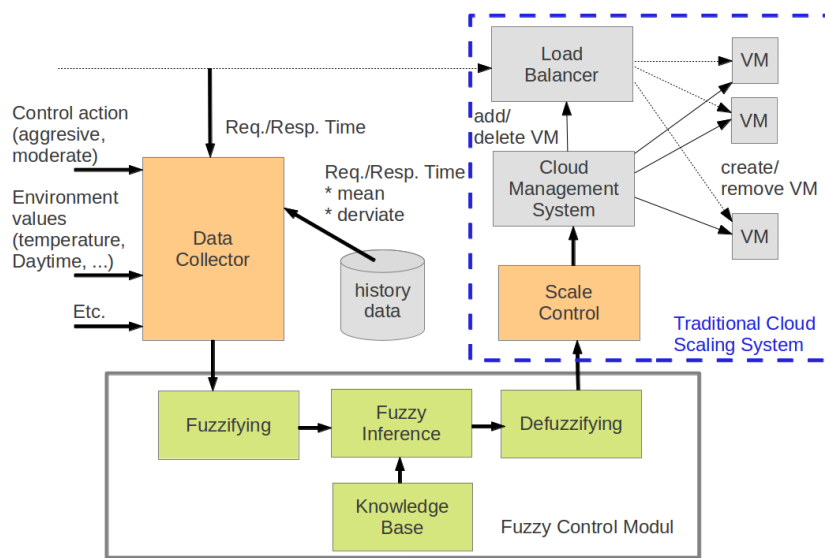 Load
Balancer
VM
VM
VM
Control action
(aggresive,
moderate)
Req./Resp. Time
add/
delete VM
Req./Resp. Time
* mean
* derviate
Cloud
Management
System
create/
remove VM
Environment
values
(temperature,
Daytime, ...)
Data
Collector
history
data
Scale
Control
Etc.
Traditional Cloud
Scaling System
Fuzzifying
Fuzzy
Inference
Defuzzifying
Knowledge
Base
Fuzzy Control Modul